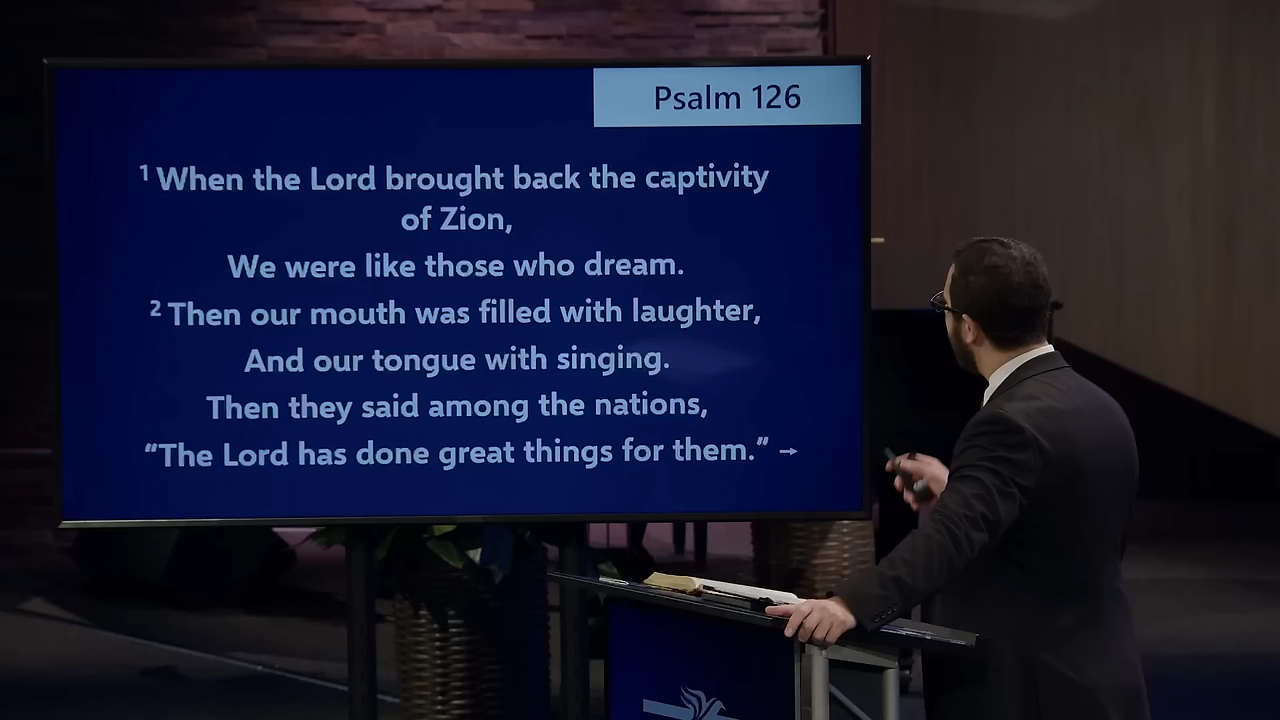 Psalm 126
¹ When the Lord brought back the captivity
of Zion,
We were like those who dream.
² Then our mouth was filled with laughter,
And our tongue with singing.
Then they said among the nations,
“The Lord has done great things for them.” →